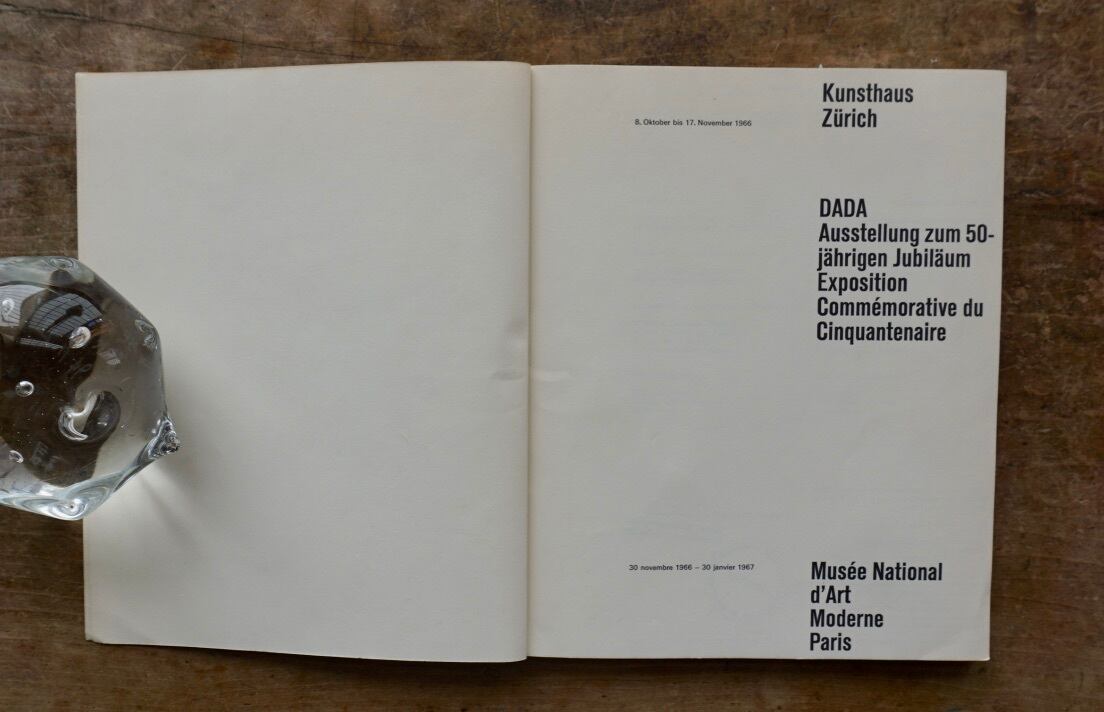 Kunsthaus
Zürich
8. Oktober bis 17. November 1966
DADA
Ausstellung zum 50-
jährigen Jubiläum
Exposition
Commémorative du
Cinquantenaire
30 novembre 1966 – 30 janvier 1967
Musée National
d'Art
Moderne
Paris